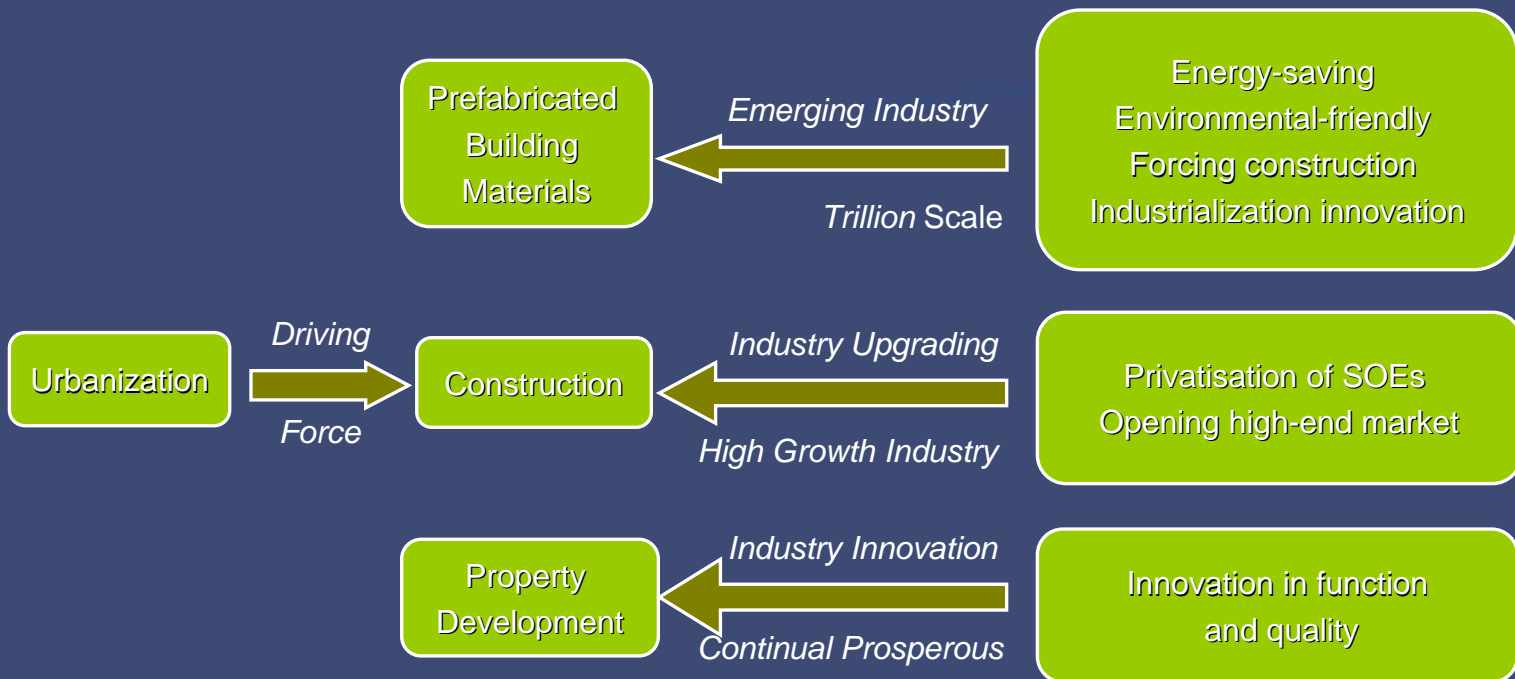 Prefabricated
Building
Materials
Emerging Industry
Trillion Scale
Energy-saving
Environmental-friendly
Forcing construction
Industrialization innovation
Urbanization
Driving
Force
Construction
Industry Upgrading
High Growth Industry
Privatisation of SOEs
Opening high-end market
Property
Development
Industry Innovation
Continual Prosperous
Innovation in function
and quality